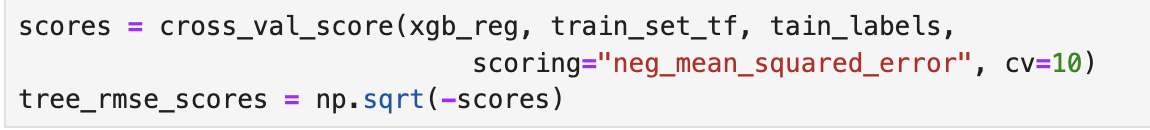 scores = cross_val_score(xgb_reg, train_set_tf, tain_labels,
                         scoring="neg_mean_squared_error", cv=10)
tree_rmse_scores = np.sqrt(-scores)